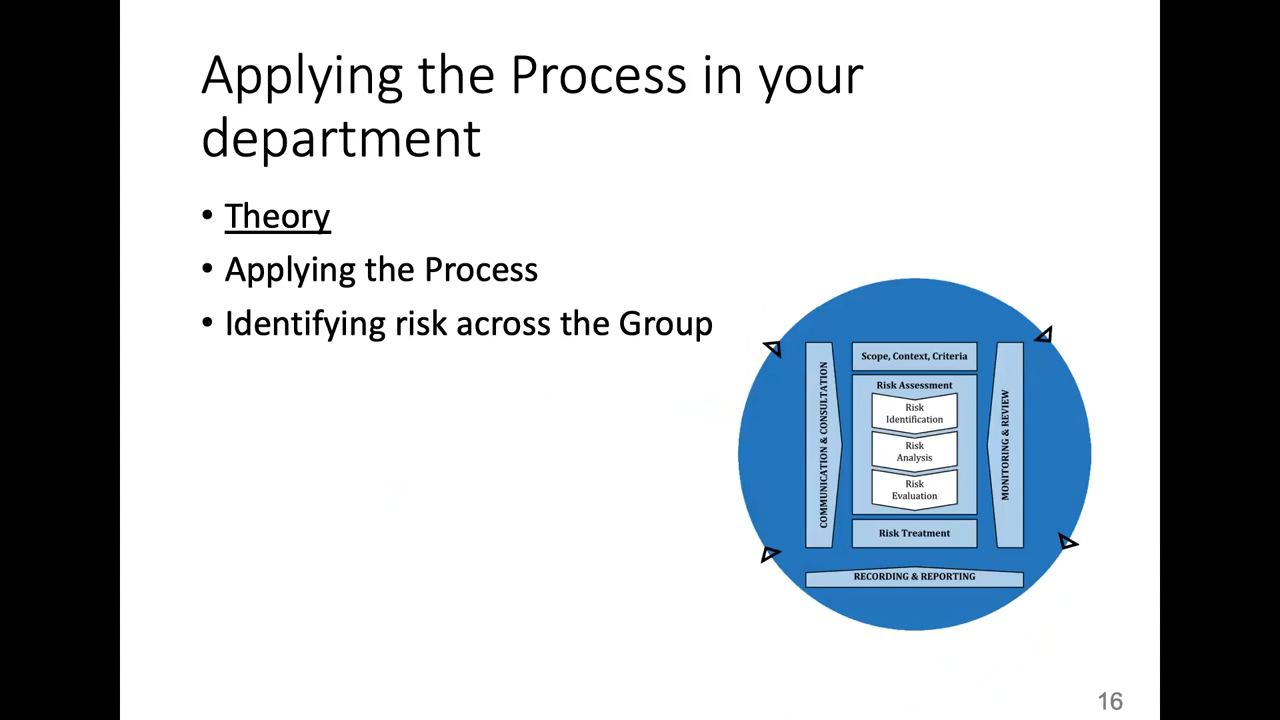 Applying the Process in your
department
• Theory
• Applying the Process
• Identifying risk across the Group
COMMUNICATION & CONSULTATION
Scope, Context, Criteria
Risk Assessment
Risk
Identification
Risk
Analysis
Risk
Evaluation
Risk Treatment
MONITORING & REVIEW
RECORDING & REPORTING
16